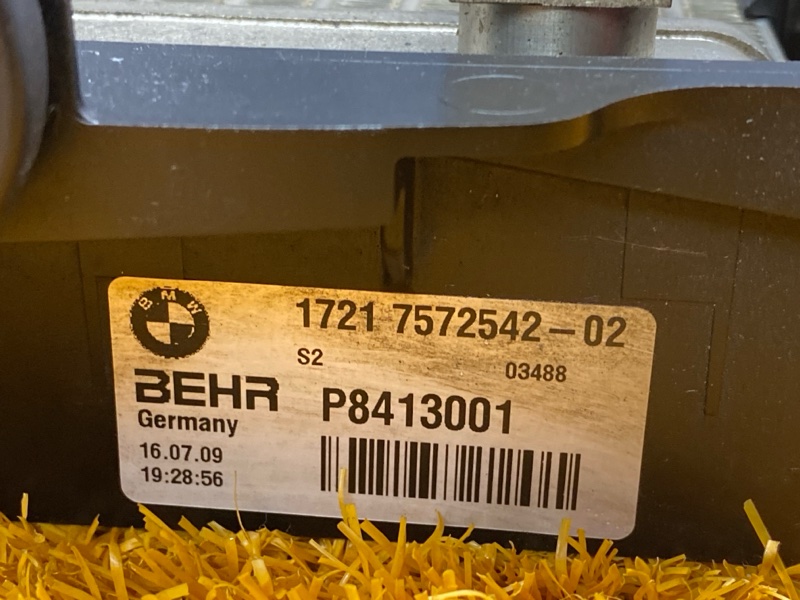 BMW
1721 7572542-02
S2 03488
BEHR P8413001
Germany
16.07.09
19:28:56